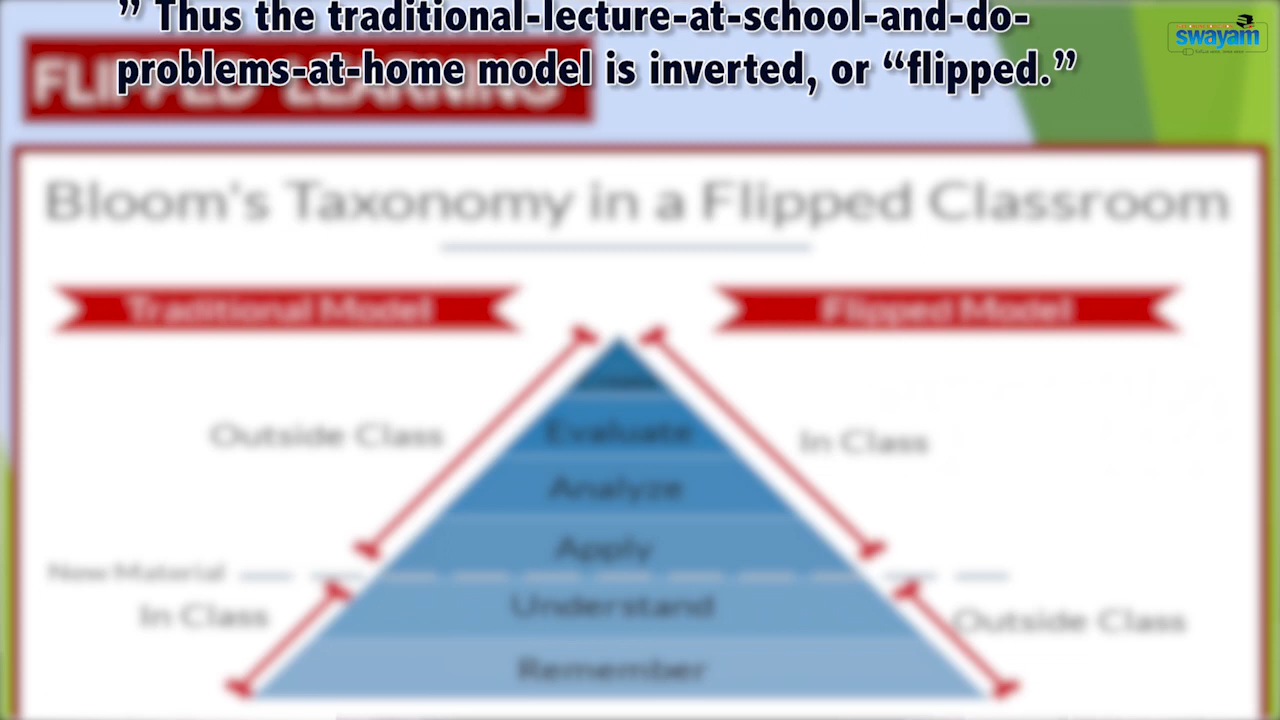 ” Thus the traditional-lecture-at-school-and-do-
problems-at-home model is inverted, or “flipped.”
swayam
FLIPPED LEARNING
Bloom's Taxonomy in a Flipped Classroom
Traditional Model
Flipped Model
Evaluate
Outside Class
In Class
Analyze
Apply
New Material
Understand
In Class
Outside Class
Remember